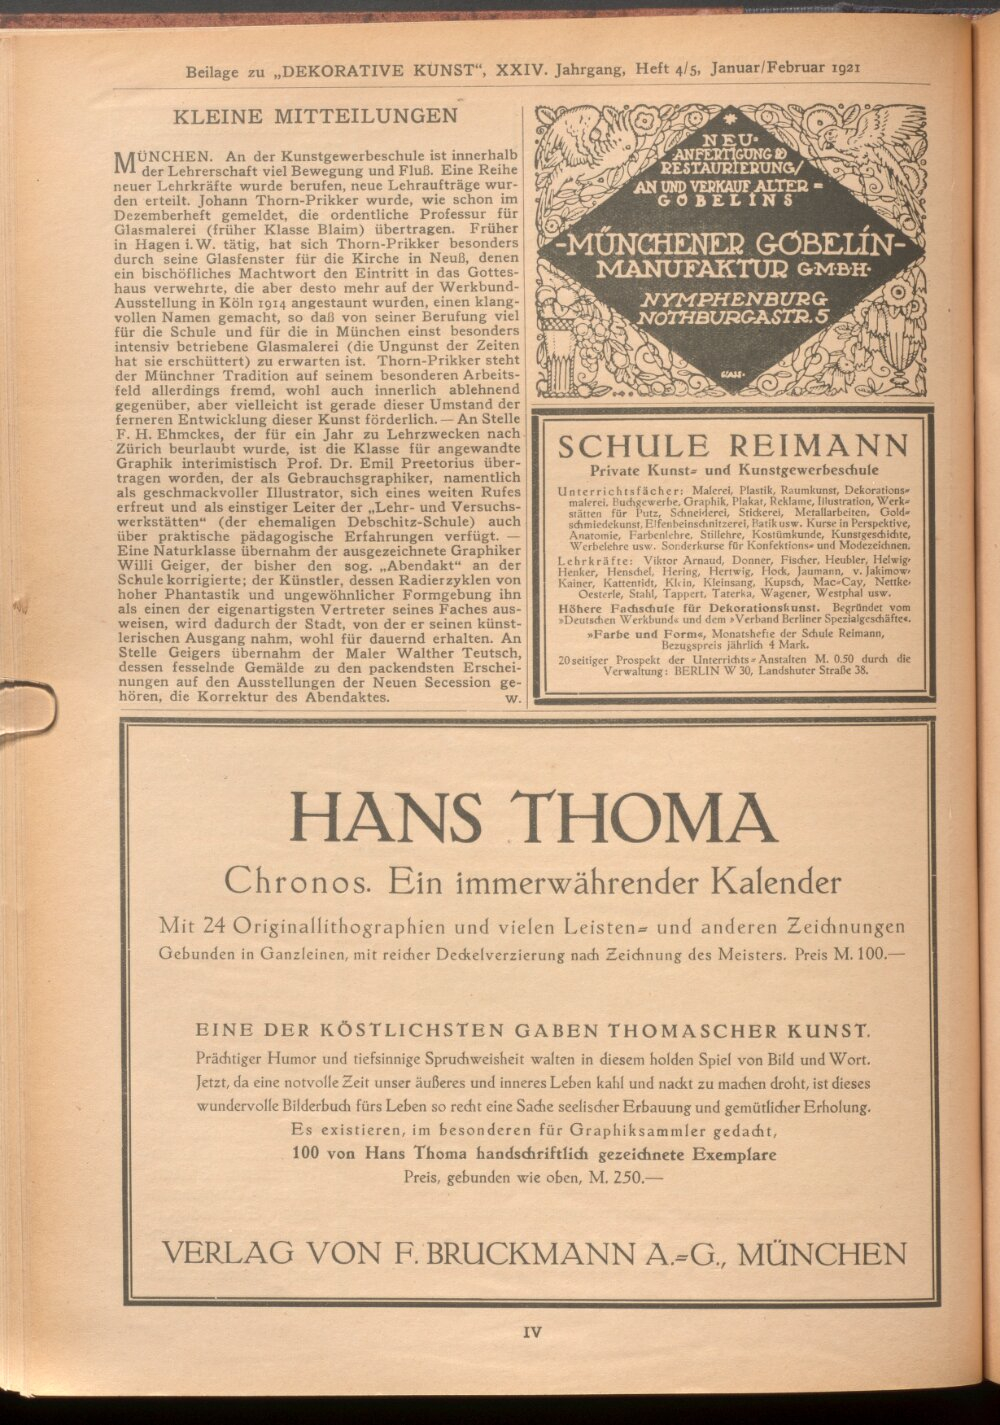 Beilage zu „DEKORATIVE KUNST“, XXIV. Jahrgang, Heft 4/5, Januar/Februar 1921
KLEINE MITTEILUNGEN
MÜNCHEN. An der Kunstgewerbeschule ist innerhalb
der Lehrerschaft viel Bewegung und Fluß. Eine Reihe
neuer Lehrkräfte wurde berufen, neue Lehraufträge wur-
den erteilt. Johann Thorn-Prikker wurde, wie schon im
Dezemberheft gemeldet, die ordentliche Professur für
Glasmalerei (früher Klasse Blaim) übertragen. Früher
in Hagen i. W. tätig, hat sich Thorn-Prikker besonders
durch seine Glasfenster für die Kirche in Neuß, denen
ein bischöfliches Machtwort den Eintritt in das Gottes-
haus verwehrte, die aber desto mehr auf der Werkbund-
Ausstellung in Köln 1914 angestaunt wurden, einen klang-
vollen Namen gemacht, so daß von seiner Berufung viel
für die Schule und für die in München einst besonders
intensiv betriebene Glasmalerei (die Ungunst der Zeiten
hat sie erschüttert) zu erwarten ist. Thorn-Prikker steht
der Münchner Tradition auf seinem besonderen Arbeits-
feld allerdings fremd, wohl auch innerlich ablehnend
gegenüber, aber vielleicht ist gerade dieser Umstand der
ferneren Entwicklung dieser Kunst förderlich. — An Stelle
F. H. Ehmckes, der für ein Jahr zu Lehrzwecken nach
Zürich beurlaubt wurde, ist die Klasse für angewandte
Graphik interimistisch Prof. Dr. Emil Preetorius über-
tragen worden, der als Gebrauchsgraphiker, namentlich
als geschmackvoller Illustrator, sich eines weiten Rufes
erfreut und als einstiger Leiter der „Lehr- und Versuchs-
werkstätten“ (der ehemaligen Debschitz-Schule) auch
über praktische pädagogische Erfahrungen verfügt. —
Eine Naturklasse übernahm der ausgezeichnete Graphiker
Willi Geiger, der bisher den sog. „Abendakt“ an der
Schule korrigierte; der Künstler, dessen Radierzyklen von
hoher Phantastik und ungewöhnlicher Formgebung ihn
als einen der eigenartigsten Vertreter seines Faches aus-
weisen, wird dadurch der Stadt, von der er seinen künst-
lerischen Ausgang nahm, wohl für dauernd erhalten. An
Stelle Geigers übernahm der Maler Walther Teutsch,
dessen fesselnde Gemälde zu den packendsten Erschei-
nungen auf den Ausstellungen der Neuen Secession ge-
hören, die Korrektur des Abendaktes. W.
NEU-
ANFERTIGUNG &
RESTAURIERUNG/
AN UND VERKAUF ALTER =
GOBELINS
-MÜNCHENER GOBELIN-
MANUFAKTUR G·M·B·H·
NYMPHENBURG
NOTHBURGASTR. 5
SCHULE REIMANN
Private Kunst- und Kunstgewerbeschule
Unterrichtsfächer: Malerei, Plastik, Raumkunst, Dekorations-
malerei, Buchgewerbe, Graphik, Plakat, Reklame, Illustration, Werk-
stätten für Putz, Schneiderei, Stickerei, Metallarbeiten, Gold-
schmiedekunst, Elfenbeinschnitzerei, Batik usw. Kurse in Perspektive,
Anatomie, Farbenlehre, Stillehre, Kostümkunde, Kunstgeschichte,
Werbelehre usw. Sonderkurse für Konfektions- und Modezeichnen.
Lehrkräfte: Viktor Arnaud, Donner, Fischer, Heubler, Helwig-
Henker, Henschel, Hering, Hertwig, Hock, Jaumann, v. Jakimow-
Kainer, Kattentidt, Klein, Kleinsang, Kupsch, Mac-Cay, Nettke-
Oesterle, Stahl, Tappert, Taterka, Wagener, Westphal usw.
Höhere Fachschule für Dekorationskunst. Begründet vom
»Deutschen Werkbund« und dem »Verband Berliner Spezialgeschäfte«.
»Farbe und Form«, Monatshefte der Schule Reimann,
Bezugspreis jährlich 4 Mark.
20 seitiger Prospekt der Unterrichts-Anstalten M. 0.50 durch die
Verwaltung: BERLIN W 30, Landshuter Straße 38.
HANS THOMA
Chronos. Ein immerwährender Kalender
Mit 24 Originallithographien und vielen Leisten- und anderen Zeichnungen
Gebunden in Ganzleinen, mit reicher Deckelverzierung nach Zeichnung des Meisters. Preis M. 100.—
EINE DER KÖSTLICHSTEN GABEN THOMASCHER KUNST.
Prächtiger Humor und tiefsinnige Spruchweisheit walten in diesem holden Spiel von Bild und Wort.
Jetzt, da eine notvolle Zeit unser äußeres und inneres Leben kahl und nackt zu machen droht, ist dieses
wundervolle Bilderbuch fürs Leben so recht eine Sache seelischer Erbauung und gemütlicher Erholung.
Es existieren, im besonderen für Graphiksammler gedacht,
100 von Hans Thoma handschriftlich gezeichnete Exemplare
Preis, gebunden wie oben, M. 250.—
VERLAG VON F. BRUCKMANN A.-G., MÜNCHEN
IV